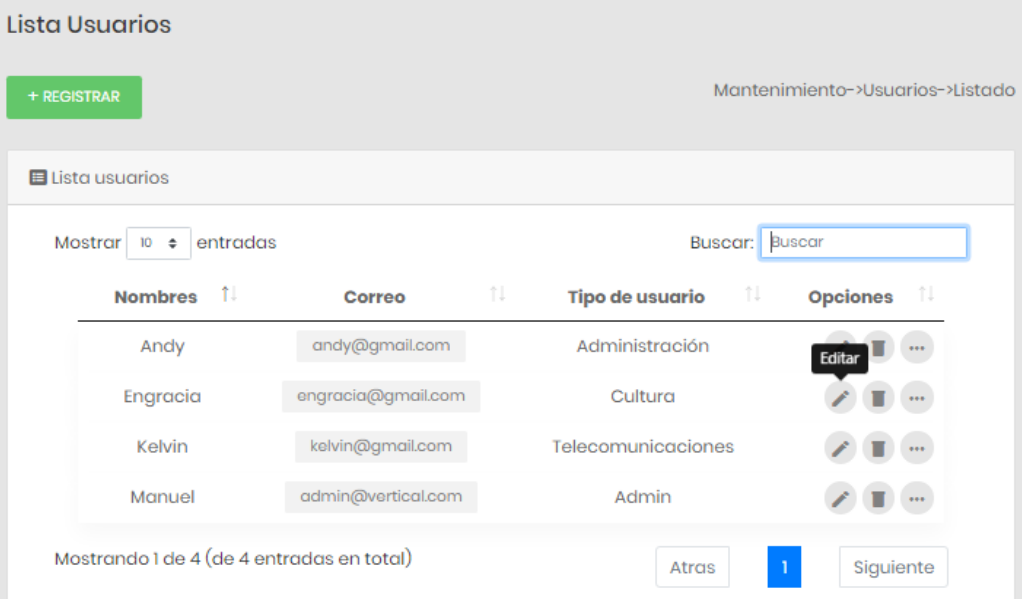 Lista Usuarios
+ REGISTRAR
Mantenimiento->Usuarios->Listado
Lista usuarios
Mostrar 10 entradas
Buscar: Buscar
Nombres Correo Tipo de usuario Opciones
Andy andy@gmail.com Administración
Editar
Engracia engracia@gmail.com Cultura
Kelvin kelvin@gmail.com Telecomunicaciones
Manuel admin@vertical.com Admin
Mostrando 1 de 4 (de 4 entradas en total)
Atras 1 Siguiente